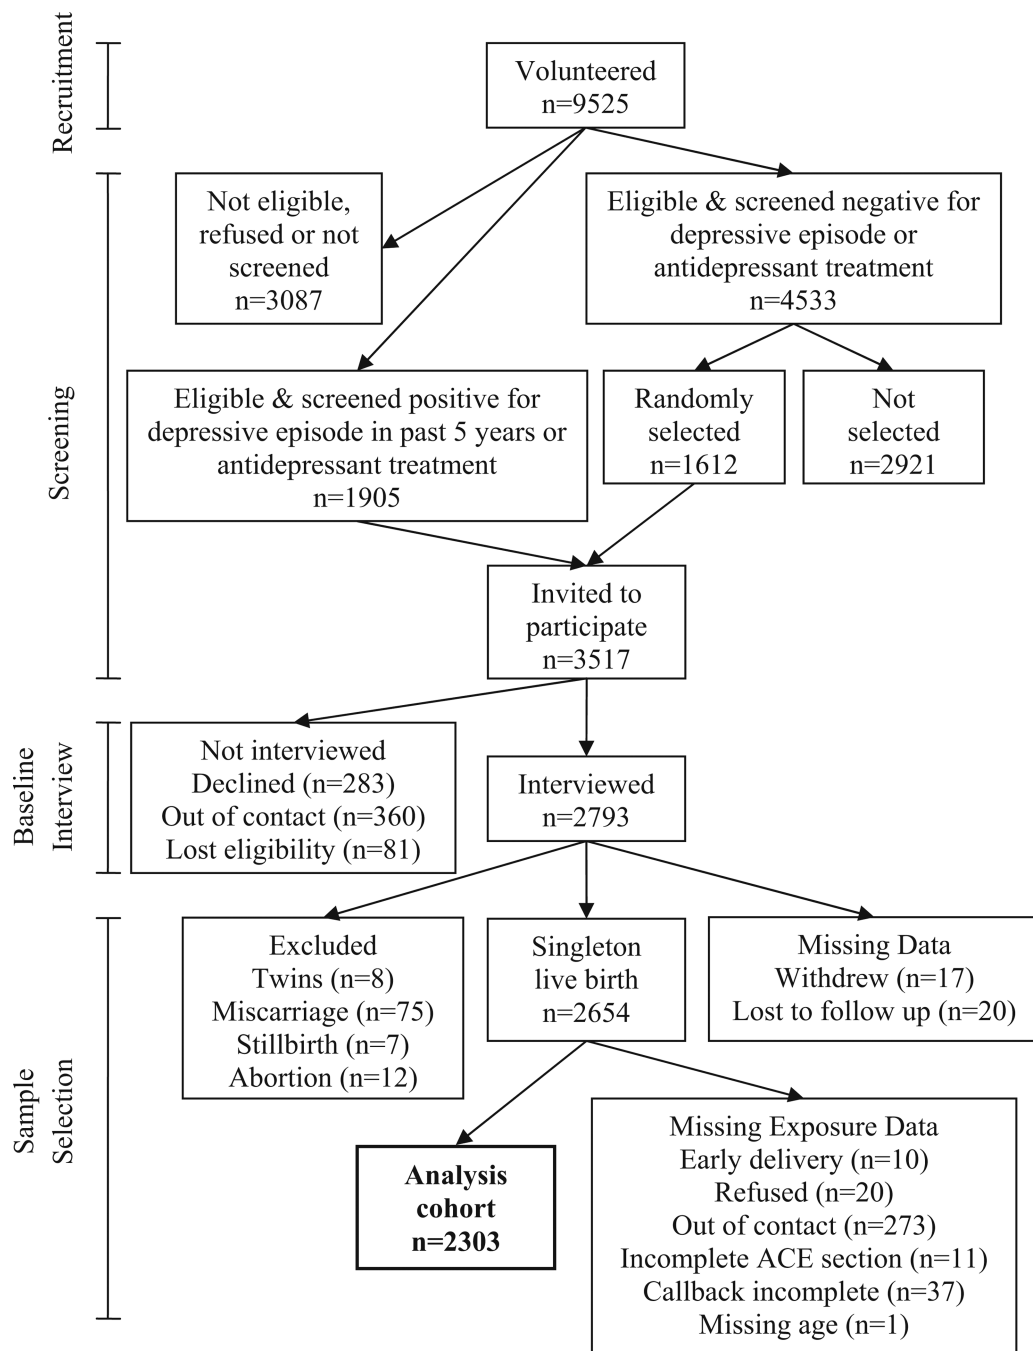 Recruitment
Volunteered
n=9525
Screening
Not eligible,
refused or not
screened
n=3087
Eligible & screened negative for
depressive episode or
antidepressant treatment
n=4533
Eligible & screened positive for
depressive episode in past 5 years or
antidepressant treatment
n=1905
Randomly
selected
n=1612
Not
selected
n=2921
Invited to
participate
n=3517
Baseline
Interview
Not interviewed
Declined (n=283)
Out of contact (n=360)
Lost eligibility (n=81)
Interviewed
n=2793
Sample
Selection
Excluded
Twins (n=8)
Miscarriage (n=75)
Stillbirth (n=7)
Abortion (n=12)
Singleton
live birth
n=2654
Missing Data
Withdrew (n=17)
Lost to follow up (n=20)
Analysis
cohort
n=2303
Missing Exposure Data
Early delivery (n=10)
Refused (n=20)
Out of contact (n=273)
Incomplete ACE section (n=11)
Callback incomplete (n=37)
Missing age (n=1)